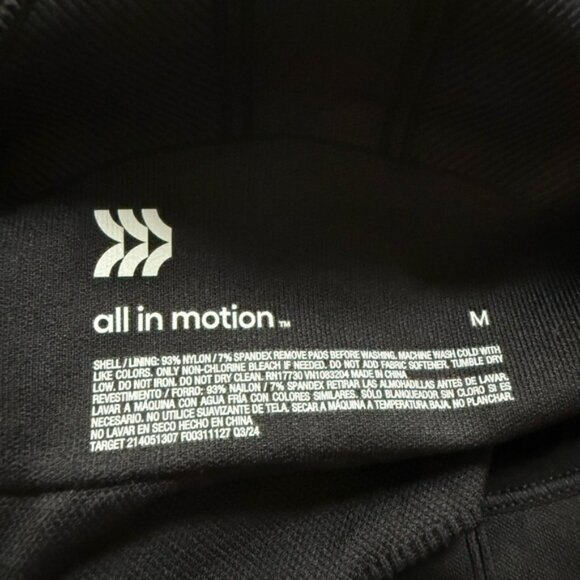 all in motion™ M
SHELL / LINING: 93% NYLON / 7% SPANDEX REMOVE PADS BEFORE WASHING. MACHINE WASH COLD WITH
LIKE COLORS. ONLY NON-CHLORINE BLEACH IF NEEDED. DO NOT ADD FABRIC SOFTENER. TUMBLE DRY
LOW. DO NOT IRON. DO NOT DRY CLEAN. RN17730 VN1083204 MADE IN CHINA
REVESTIMIENTO / FORRO: 93% NAILON / 7% SPANDEX RETIRAR LAS ALMOHADILLAS ANTES DE LAVAR.
LAVAR A MÁQUINA CON AGUA FRÍA CON COLORES SIMILARES. SÓLO BLANQUEADOR SIN CLORO SI ES
NECESARIO. NO UTILICE SUAVIZANTE DE TELA. SECAR A MÁQUINA A TEMPERATURA BAJA. NO PLANCHAR.
NO LAVAR EN SECO HECHO EN CHINA
TARGET 214051307 F00311127 Q3/24